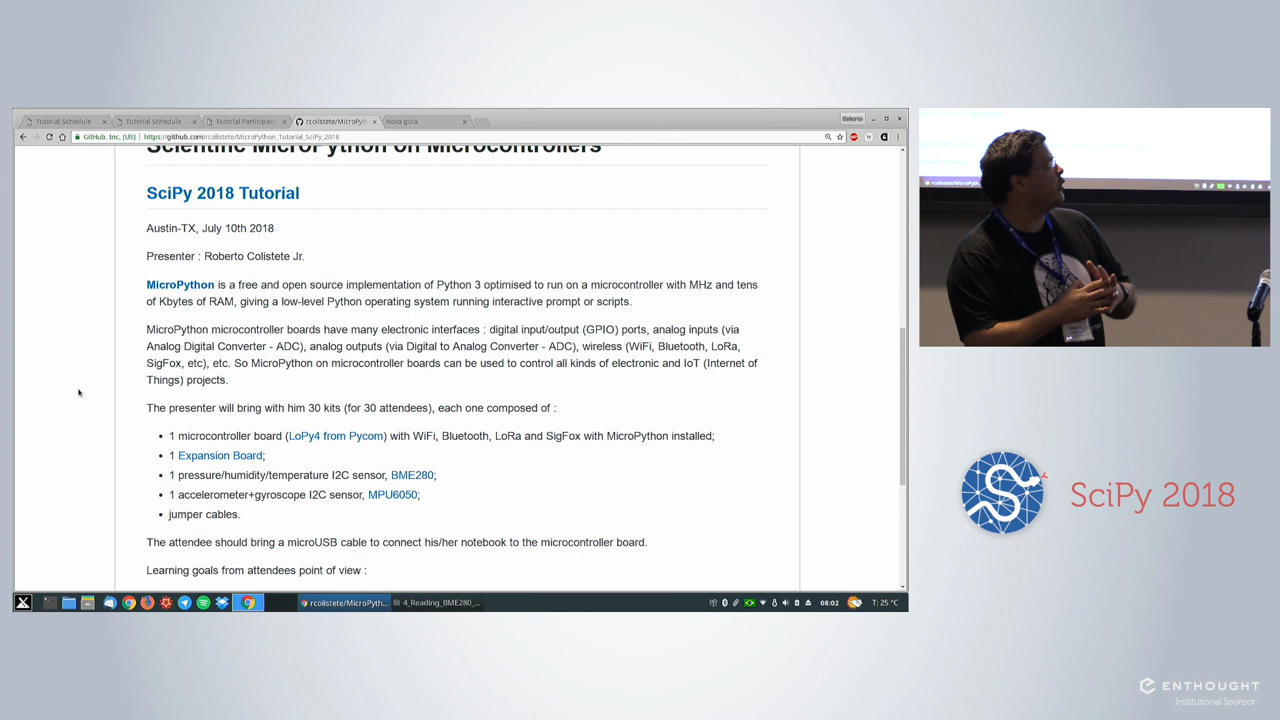 Tutorial Schedule
Tutorial Schedule
Tutorial Participan
rcolistete/MicroPyth
Nova guia
Roberto
GitHub, Inc. [US]
https://github.com/rcolistete/MicroPython_Tutorial_SciPy_2018
Scientific MicroPython on Microcontrollers
SciPy 2018 Tutorial
Austin-TX, July 10th 2018
Presenter : Roberto Colistete Jr.
MicroPython is a free and open source implementation of Python 3 optimised to run on a microcontroller with MHz and tens
of Kbytes of RAM, giving a low-level Python operating system running interactive prompt or scripts.
MicroPython microcontroller boards have many electronic interfaces : digital input/output (GPIO) ports, analog inputs (via
Analog Digital Converter - ADC), analog outputs (via Digital to Analog Converter - ADC), wireless (WiFi, Bluetooth, LoRa,
SigFox, etc), etc. So MicroPython on microcontroller boards can be used to control all kinds of electronic and IoT (Internet of
Things) projects.
The presenter will bring with him 30 kits (for 30 attendees), each one composed of :
• 1 microcontroller board (LoPy4 from Pycom) with WiFi, Bluetooth, LoRa and SigFox with MicroPython installed;
• 1 Expansion Board;
• 1 pressure/humidity/temperature I2C sensor, BME280;
• 1 accelerometer+gyroscope I2C sensor, MPU6050;
• jumper cables.
The attendee should bring a microUSB cable to connect his/her notebook to the microcontroller board.
Learning goals from attendees point of view :
rcolistete/MicroPyth...
4_Reading_BME280_...
08:02
T: 25 °C
SciPy 2018
ENTHOUGHT
Institutional Sponsor